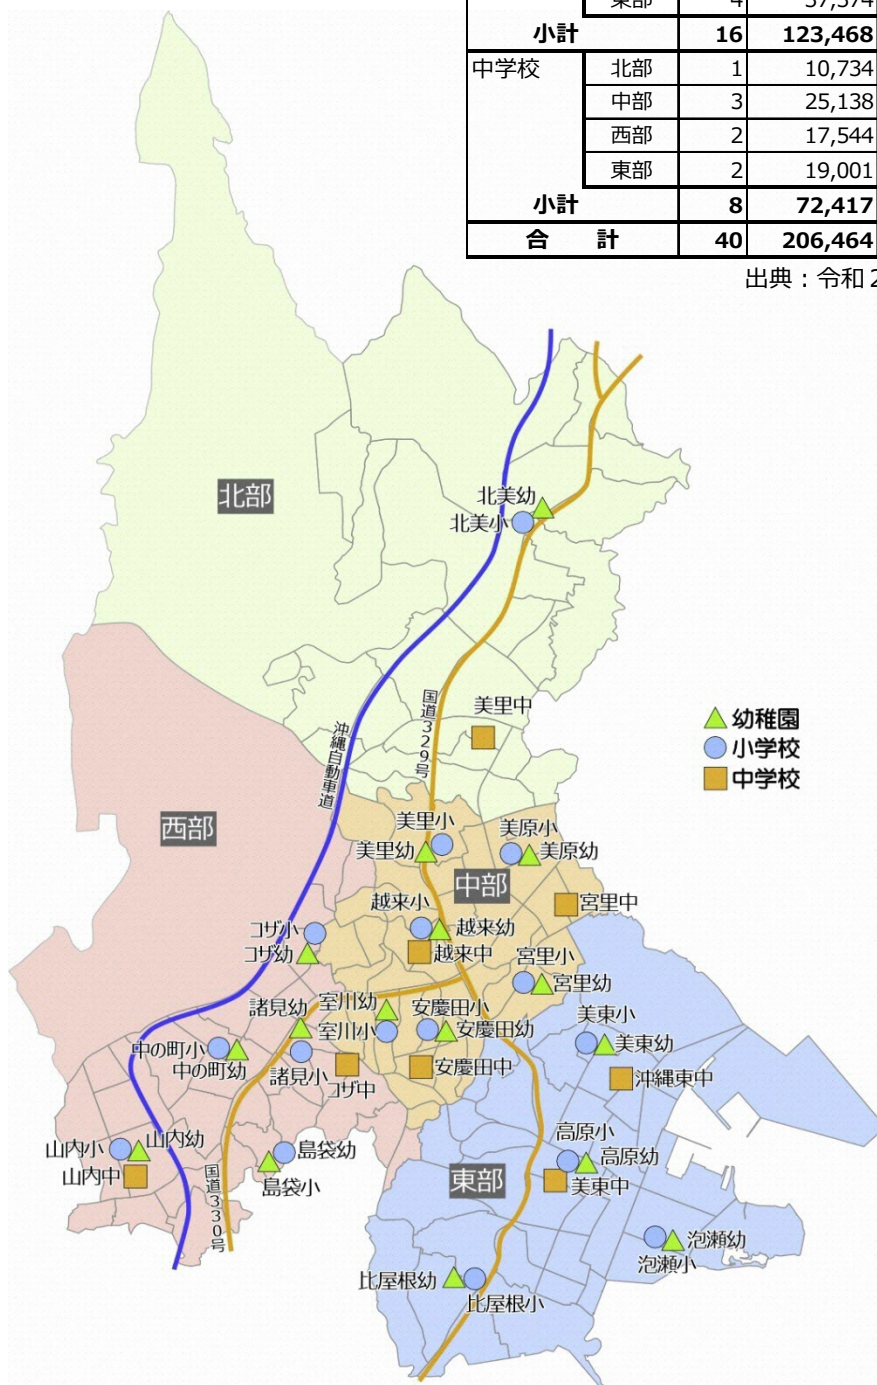 東部 4 37,374
小計 16 123,468
中学校 北部 1 10,734
中部 3 25,138
西部 2 17,544
東部 2 19,001
小計 8 72,417
合 計 40 206,464
出典：令和2
北部
北美幼
北美小
国道329号
美里中
沖縄自動車道
幼稚園
小学校
中学校
西部
美里小
美里幼
美原小
美原幼
中部
越来小
越来幼
越来中
宮里中
コザ小
コザ幼
宮里小
宮里幼
諸見幼
室川幼
室川小
安慶田小
安慶田幼
美東小
美東幼
中の町小
中の町幼
諸見小
コザ中
安慶田中
沖縄東中
山内小
山内幼
山内中
島袋幼
島袋小
国道330号
高原小
高原幼
美東中
東部
泡瀬幼
泡瀬小
比屋根幼
比屋根小